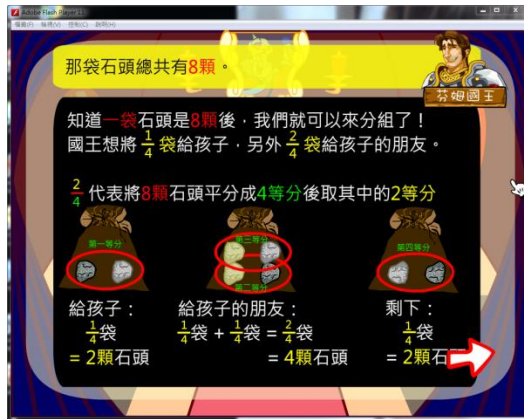 Adobe Flash Player 11
檔案(F) 檢視(V) 控制(C) 說明(H)
那袋石頭總共有8顆。
芬姆國王
知道一袋石頭是8顆後，我們就可以來分組了！
國王想將 1/4 袋給孩子，另外 2/4 袋給孩子的朋友。
2/4 代表將8顆石頭平分成4等分後取其中的2等分
第一等分
第三等分
第二等分
第四等分
給孩子：
1/4袋
= 2顆石頭
給孩子的朋友：
1/4袋 + 1/4袋 = 2/4袋
= 4顆石頭
剩下：
1/4袋
= 2顆石